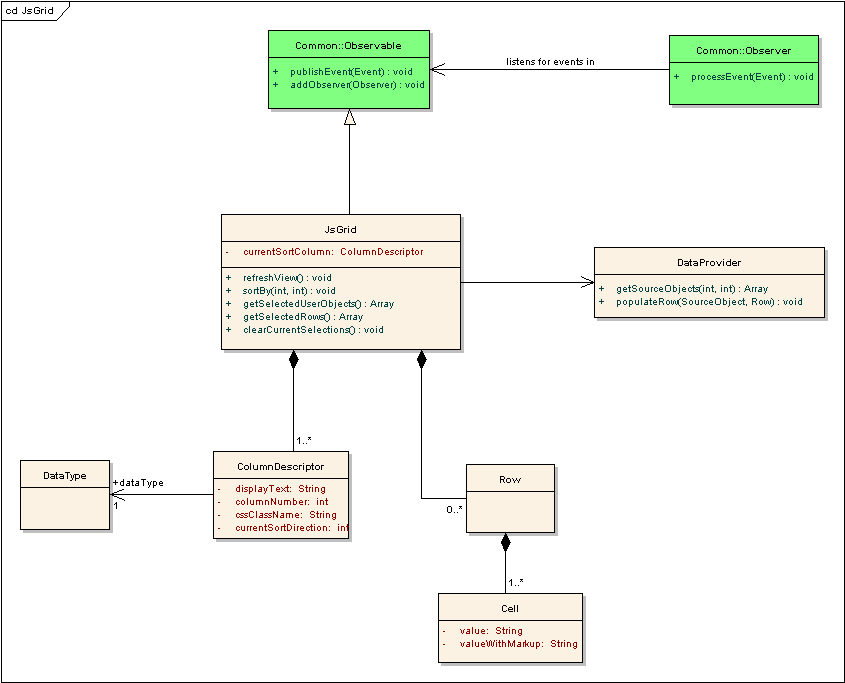 cd JsGrid
Common::Observable
+ publishEvent(Event) : void
+ addObserver(Observer) : void
listens for events in
Common::Observer
+ processEvent(Event) : void
JsGrid
- currentSortColumn: ColumnDescriptor
+ refreshView() : void
+ sortBy(int, int) : void
+ getSelectedUserObjects() : Array
+ getSelectedRows() : Array
+ clearCurrentSelections() : void
DataProvider
+ getSourceObjects(int, int) : Array
+ populateRow(SourceObject, Row) : void
1..*
DataType
+dataType
1
ColumnDescriptor
- displayText: String
- columnNumber: int
- cssClassName: String
- currentSortDirection: int
Row
0..*
1..*
Cell
- value: String
- valueWithMarkup: String